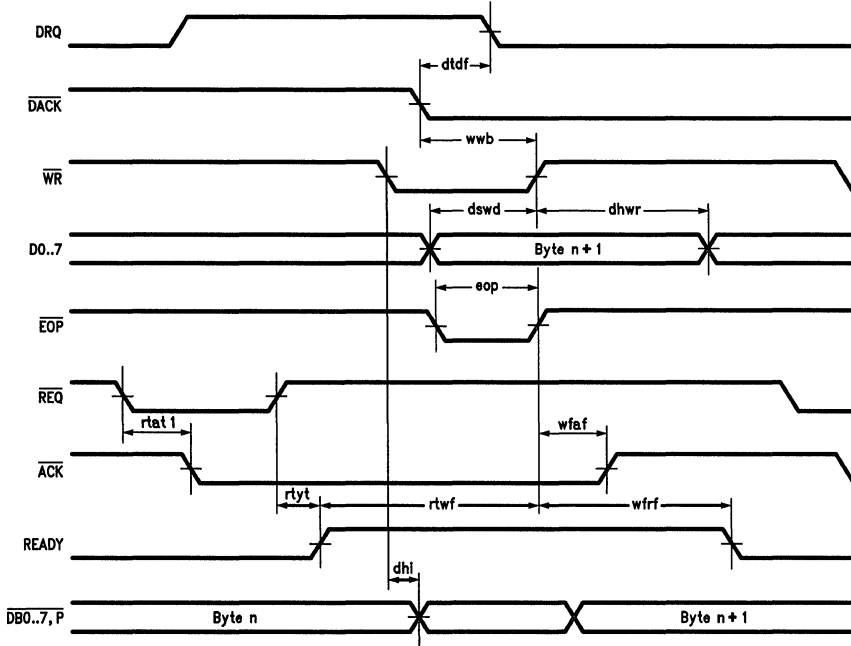 DRQ
dtdf
DACK
wwb
WR
dswd dhwr
D0..7 Byte n + 1
eop
EOP
REQ
rtat 1 wfaf
ACK
rtyt rtwf wfrf
READY
dhi
DB0..7, P Byte n Byte n + 1